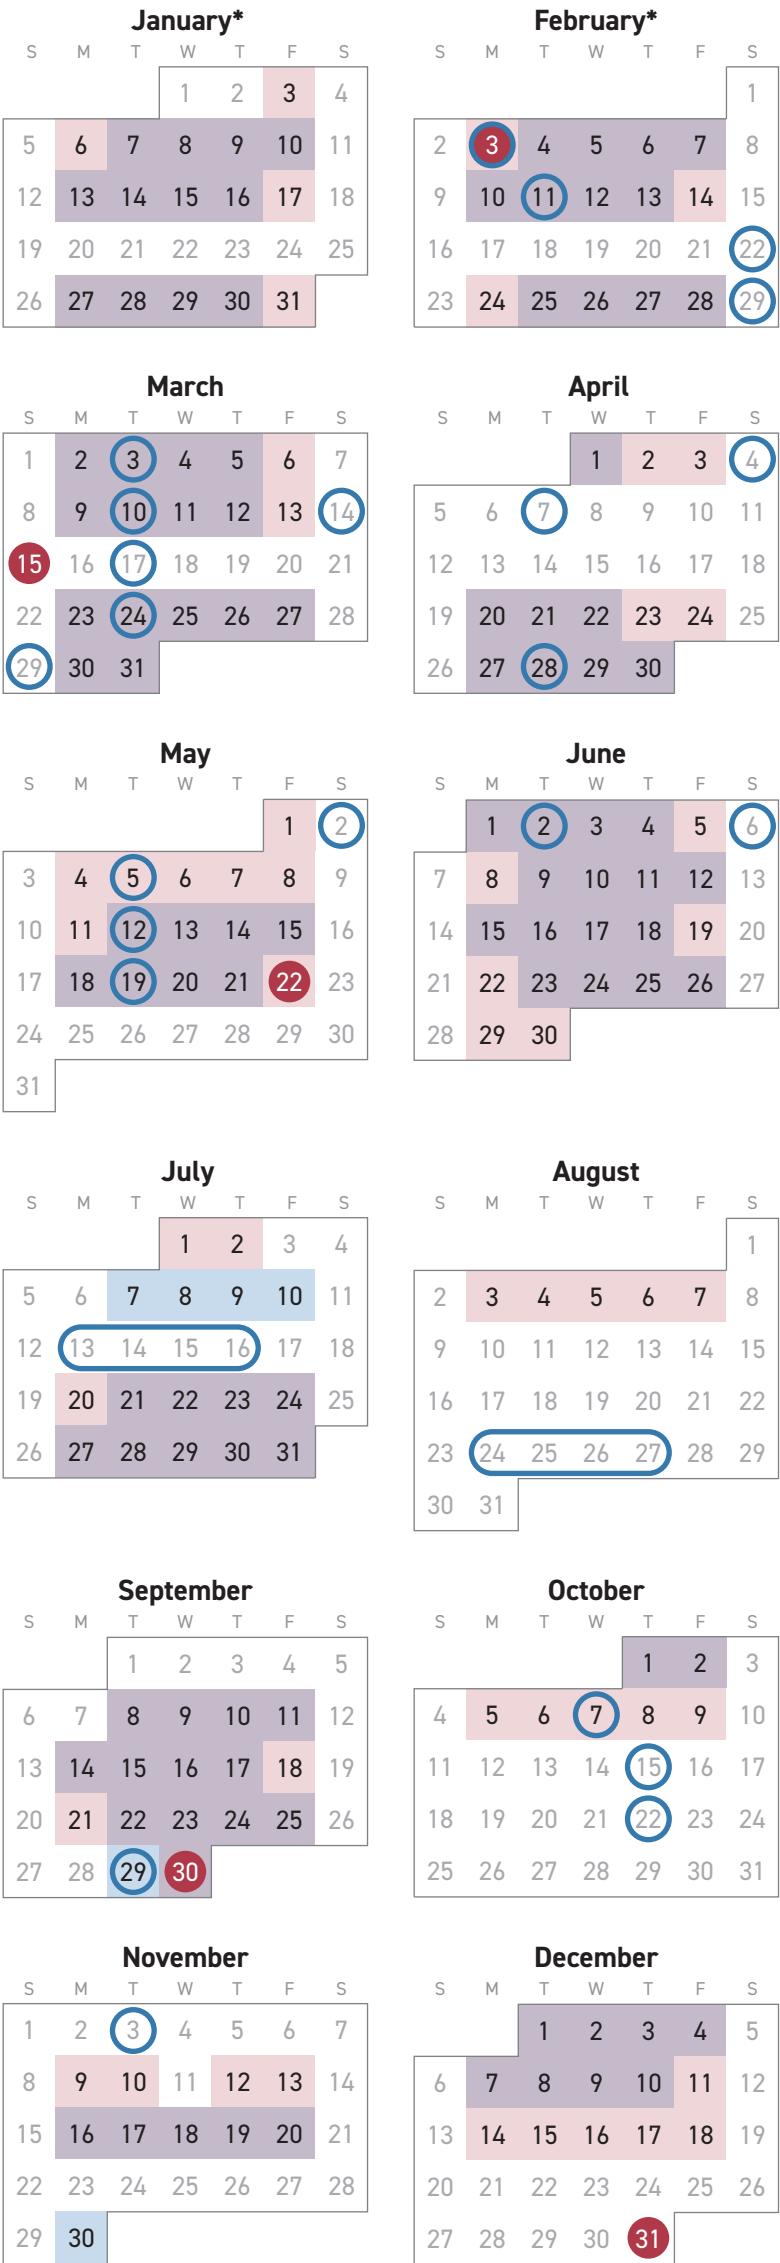 January*
S M T W T F S
1 2 3 4
5 6 7 8 9 10 11
12 13 14 15 16 17 18
19 20 21 22 23 24 25
26 27 28 29 30 31
February*
S M T W T F S
1
2 3 4 5 6 7 8
9 10 11 12 13 14 15
16 17 18 19 20 21 22
23 24 25 26 27 28 29
March
S M T W T F S
1 2 3 4 5 6 7
8 9 10 11 12 13 14
15 16 17 18 19 20 21
22 23 24 25 26 27 28
29 30 31
April
S M T W T F S
1 2 3 4
5 6 7 8 9 10 11
12 13 14 15 16 17 18
19 20 21 22 23 24 25
26 27 28 29 30
May
S M T W T F S
1 2
3 4 5 6 7 8 9
10 11 12 13 14 15 16
17 18 19 20 21 22 23
24 25 26 27 28 29 30
31
June
S M T W T F S
1 2 3 4 5 6
7 8 9 10 11 12 13
14 15 16 17 18 19 20
21 22 23 24 25 26 27
28 29 30
July
S M T W T F S
1 2 3 4
5 6 7 8 9 10 11
12 13 14 15 16 17 18
19 20 21 22 23 24 25
26 27 28 29 30 31
August
S M T W T F S
1
2 3 4 5 6 7 8
9 10 11 12 13 14 15
16 17 18 19 20 21 22
23 24 25 26 27 28 29
30 31
September
S M T W T F S
1 2 3 4 5
6 7 8 9 10 11 12
13 14 15 16 17 18 19
20 21 22 23 24 25 26
27 28 29 30
October
S M T W T F S
1 2 3
4 5 6 7 8 9 10
11 12 13 14 15 16 17
18 19 20 21 22 23 24
25 26 27 28 29 30 31
November
S M T W T F S
1 2 3 4 5 6 7
8 9 10 11 12 13 14
15 16 17 18 19 20 21
22 23 24 25 26 27 28
29 30
December
S M T W T F S
1 2 3 4 5
6 7 8 9 10 11 12
13 14 15 16 17 18 19
20 21 22 23 24 25 26
27 28 29 30 31